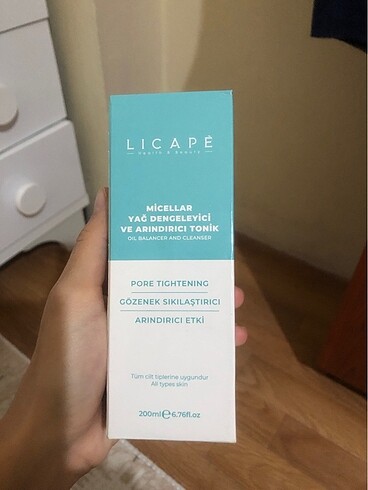 LICAPÈ
Health & Beauty
MİCELLAR
YAĞ DENGELEYİCİ
VE ARINDIRICI TONİK
OIL BALANCER AND CLEANSER
PORE TIGHTENING
GÖZENEK SIKILAŞTIRICI
ARINDIRICI ETKİ
Tüm cilt tiplerine uygundur
All types skin
200ml℮6,76fl.oz